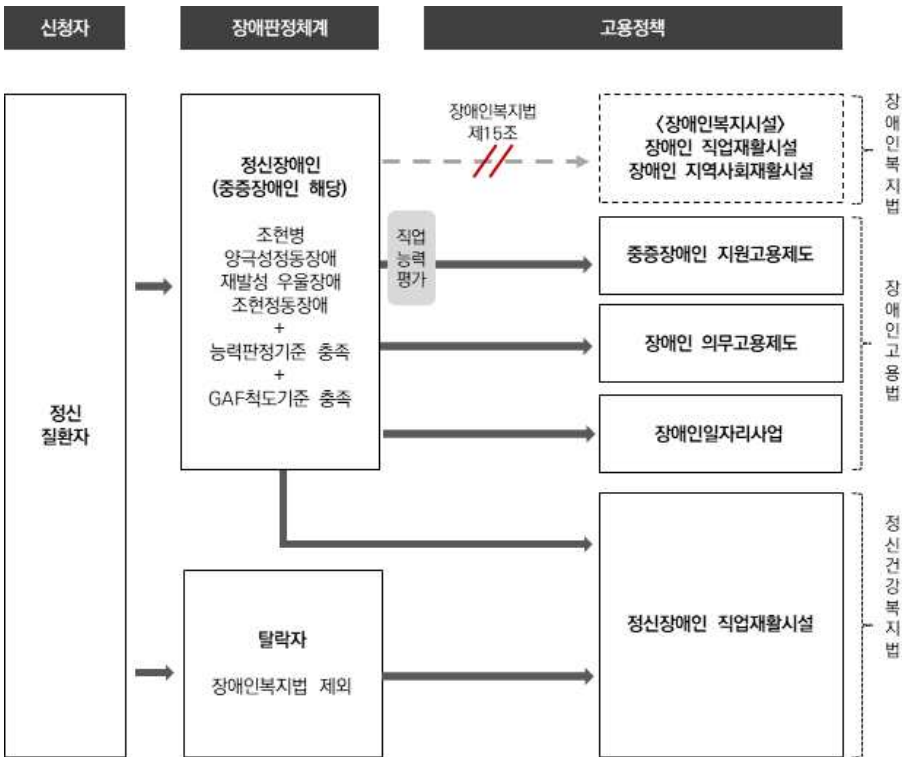 신청자
장애판정체계
고용정책
정신
질환자
정신장애인
(중증장애인 해당)
조현병
양극성정동장애
재발성 우울장애
조현정동장애
+
능력판정기준 충족
+
GAF척도기준 충족
탈락자
장애인복지법 제외
장애인복지법
제15조
직업
능력
평가
〈장애인복지시설〉
장애인 직업재활시설
장애인 지역사회재활시설
중증장애인 지원고용제도
장애인 의무고용제도
장애인일자리사업
정신장애인 직업재활시설
장애인복지법
장애인고용법
정신건강복지법